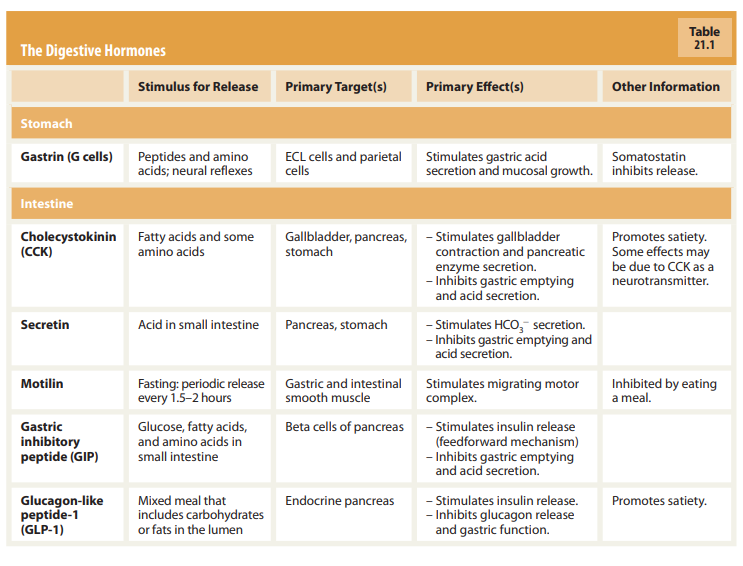 The Digestive Hormones
Table
21.1
Stimulus for Release
Primary Target(s)
Primary Effect(s)
Other Information
Stomach
Gastrin (G cells)
Peptides and amino
acids; neural reflexes
ECL cells and parietal
cells
Stimulates gastric acid
secretion and mucosal growth.
Somatostatin
inhibits release.
Intestine
Cholecystokinin
(CCK)
Fatty acids and some
amino acids
Gallbladder, pancreas,
stomach
– Stimulates gallbladder
contraction and pancreatic
enzyme secretion.
– Inhibits gastric emptying
and acid secretion.
Promotes satiety.
Some effects may
be due to CCK as a
neurotransmitter.
Secretin
Acid in small intestine
Pancreas, stomach
– Stimulates HCO₃⁻ secretion.
– Inhibits gastric emptying and
acid secretion.
Motilin
Fasting: periodic release
every 1.5–2 hours
Gastric and intestinal
smooth muscle
Stimulates migrating motor
complex.
Inhibited by eating
a meal.
Gastric
inhibitory
peptide (GIP)
Glucose, fatty acids,
and amino acids in
small intestine
Beta cells of pancreas
– Stimulates insulin release
(feedforward mechanism)
– Inhibits gastric emptying
and acid secretion.
Glucagon-like
peptide-1
(GLP-1)
Mixed meal that
includes carbohydrates
or fats in the lumen
Endocrine pancreas
– Stimulates insulin release.
– Inhibits glucagon release
and gastric function.
Promotes satiety.